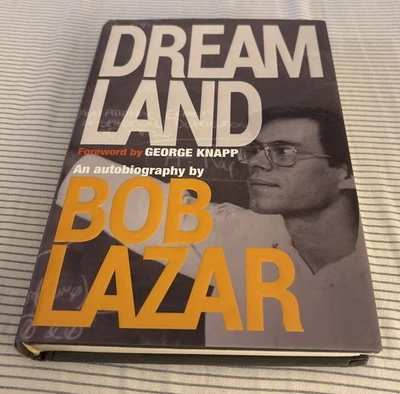 DREAM
LAND
Foreword by GEORGE KNAPP
An autobiography by
BOB
LAZAR